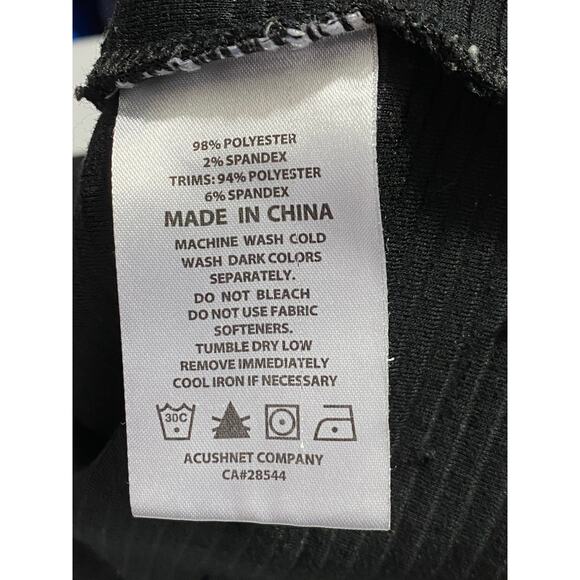 98% POLYESTER
2% SPANDEX
TRIMS: 94% POLYESTER
6% SPANDEX
MADE IN CHINA
MACHINE WASH COLD
WASH DARK COLORS
SEPARATELY.
DO NOT BLEACH
DO NOT USE FABRIC
SOFTENERS.
TUMBLE DRY LOW
REMOVE IMMEDIATELY
COOL IRON IF NECESSARY
30C
ACUSHNET COMPANY
CA#28544